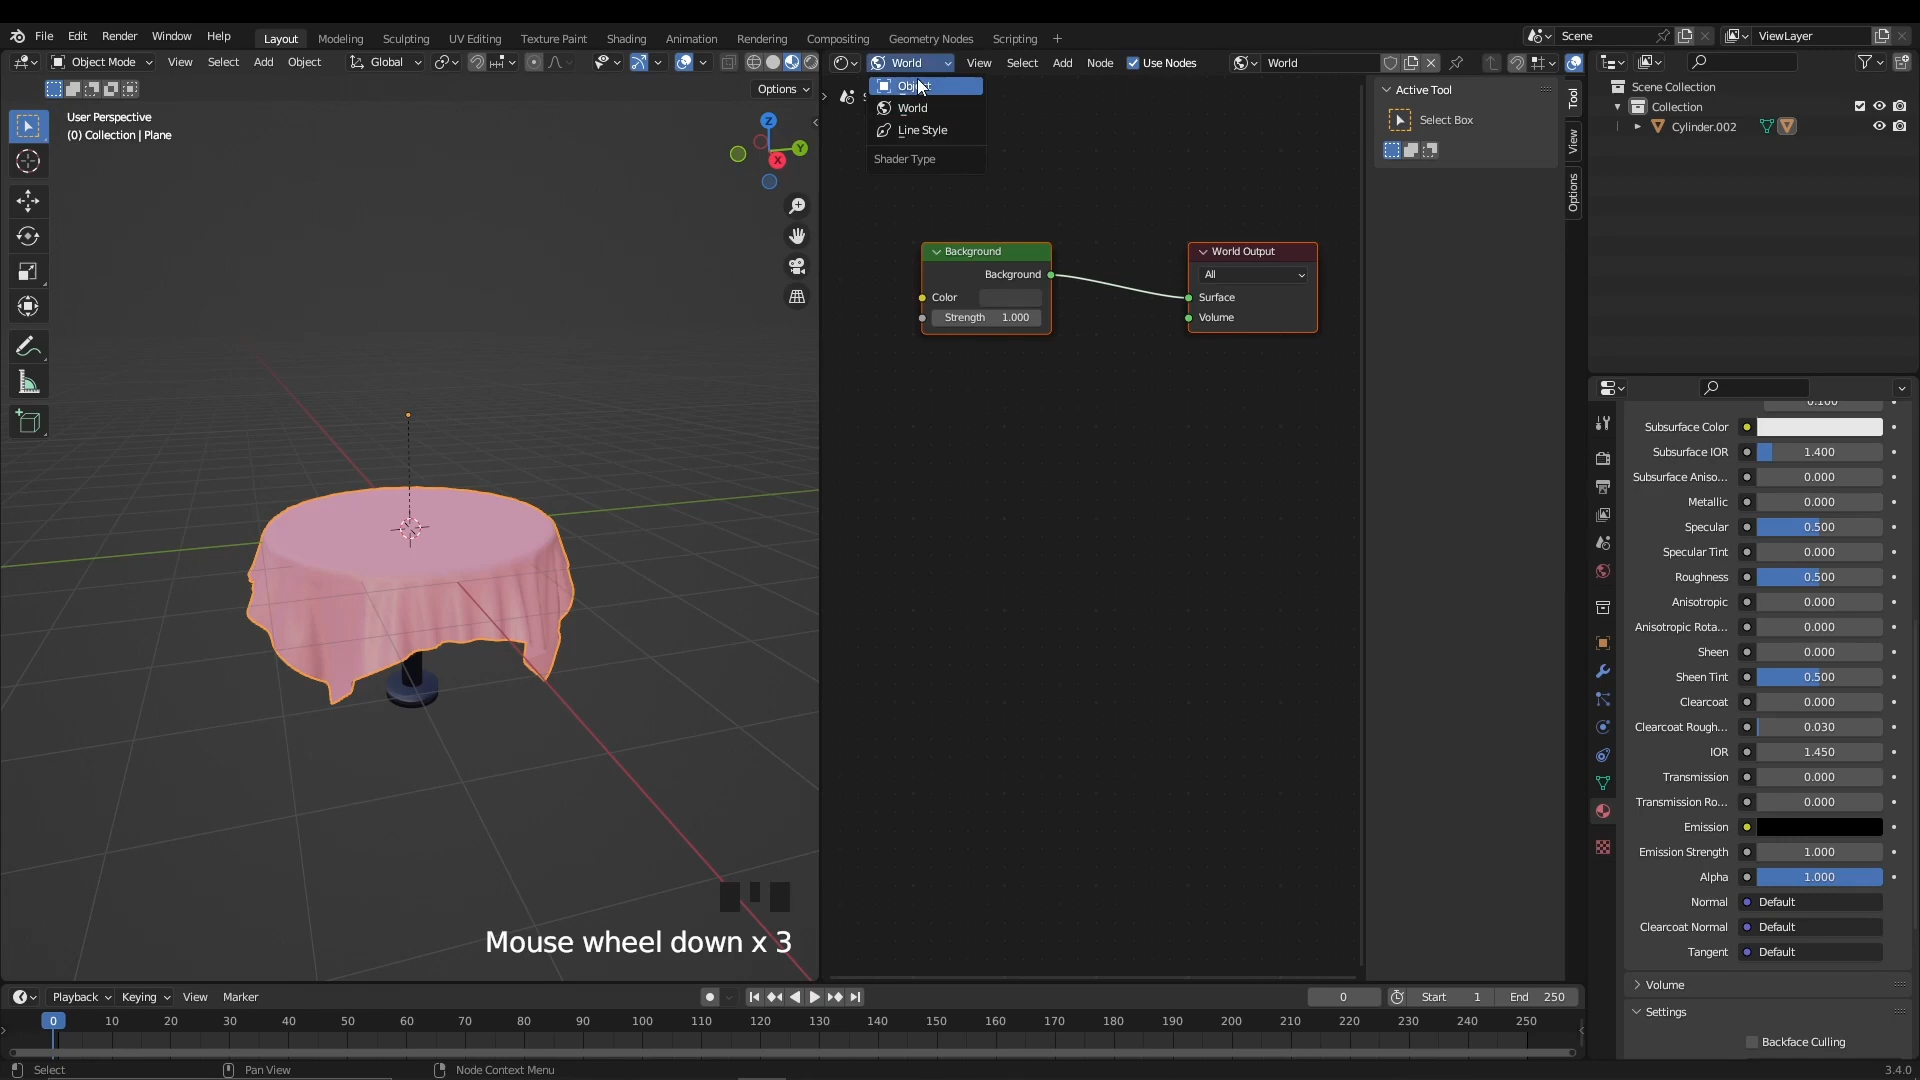 File Edit Render Window Help Layout Modeling Sculpting UV Editing Texture Paint Shading Animation Rendering Compositing Geometry Nodes Scripting + Scene ViewLayer
Object Mode View Select Add Object Global World View Select Add Node Use Nodes World
Options
User Perspective
(0) Collection | Plane
Z
Y
X
Object
World
Line Style
Shader Type
Background
Background
Color
Strength 1.000
World Output
All
Surface
Volume
Active Tool
Select Box
Tool
View
Options
Scene Collection
Collection
Cylinder.002
0.100
Subsurface Color
Subsurface IOR 1.400
Subsurface Aniso... 0.000
Metallic 0.000
Specular 0.500
Specular Tint 0.000
Roughness 0.500
Anisotropic 0.000
Anisotropic Rota... 0.000
Sheen 0.000
Sheen Tint 0.500
Clearcoat 0.000
Clearcoat Rough... 0.030
IOR 1.450
Transmission 0.000
Transmission Ro... 0.000
Emission
Emission Strength 1.000
Alpha 1.000
Normal Default
Clearcoat Normal Default
Tangent Default
Volume
Settings
Backface Culling
Mouse wheel down x 3
Playback Keying View Marker 0 Start 1 End 250
0 10 20 30 40 50 60 70 80 90 100 110 120 130 140 150 160 170 180 190 200 210 220 230 240 250
Select Pan View Node Context Menu 3.4.0